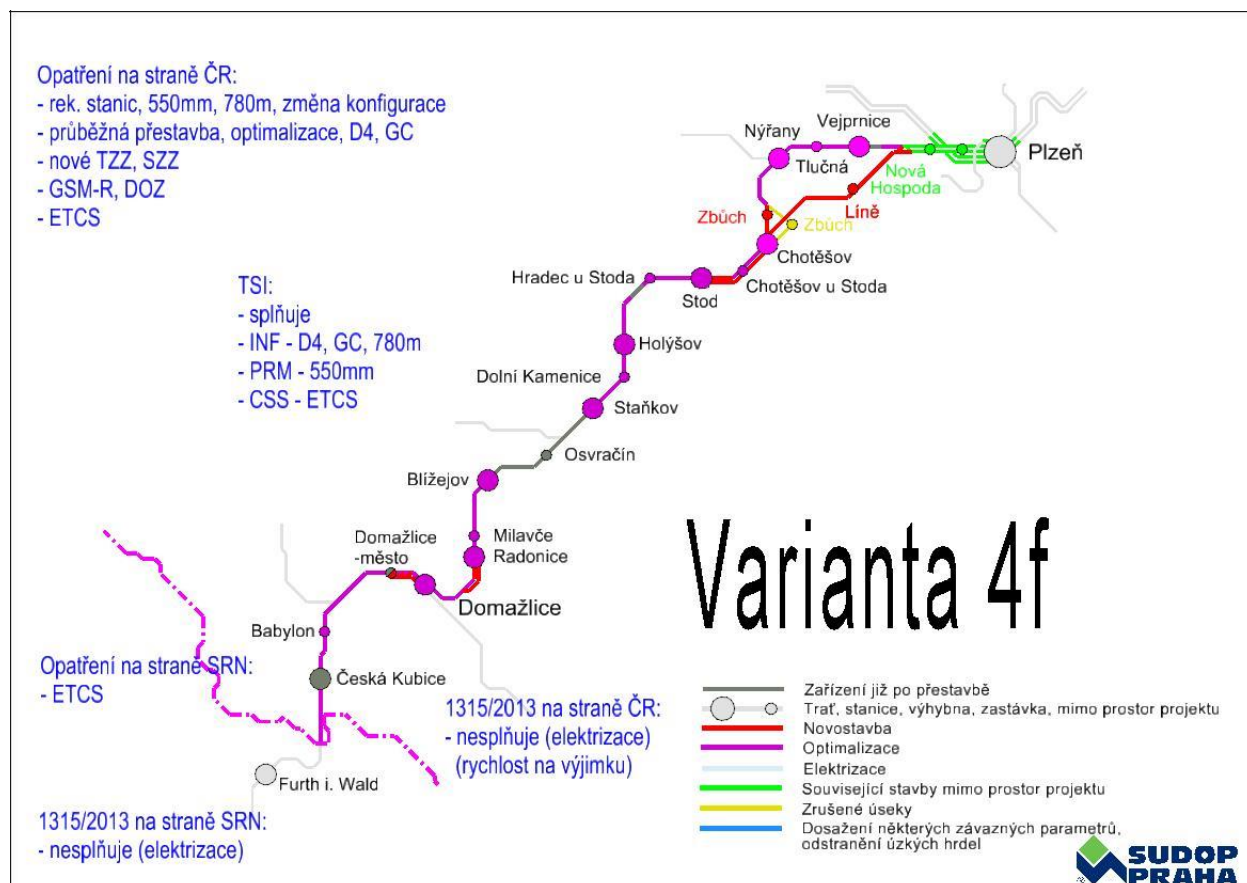 Opatření na straně ČR:
- rek. stanic, 550mm, 780m, změna konfigurace
- průběžná přestavba, optimalizace, D4, GC
- nové TZZ, SZZ
- GSM-R, DOZ
- ETCS
Vejprnice
Nýřany
Plzeň
Tlučná
Nová
Hospoda
Líně
Zbůch
Zbůch
Chotěšov
Hradec u Stoda
Chotěšov u Stoda
Stod
TSI:
- splňuje
- INF - D4, GC, 780m
- PRM - 550mm
- CSS - ETCS
Holýšov
Dolní Kamenice
Staňkov
Osvračín
Blížejov
Milavče
Radonice
Domažlice
-město
Domažlice
Varianta 4f
Babylon
Česká Kubice
Opatření na straně SRN:
- ETCS
1315/2013 na straně ČR:
- nesplňuje (elektrizace)
(rychlost na výjimku)
Furth i. Wald
1315/2013 na straně SRN:
- nesplňuje (elektrizace)
Zařízení již po přestavbě
Trať, stanice, výhybna, zastávka, mimo prostor projektu
Novostavba
Optimalizace
Elektrizace
Související stavby mimo prostor projektu
Zrušené úseky
Dosažení některých závazných parametrů,
odstranění úzkých hrdel
SUDOP
PRAHA